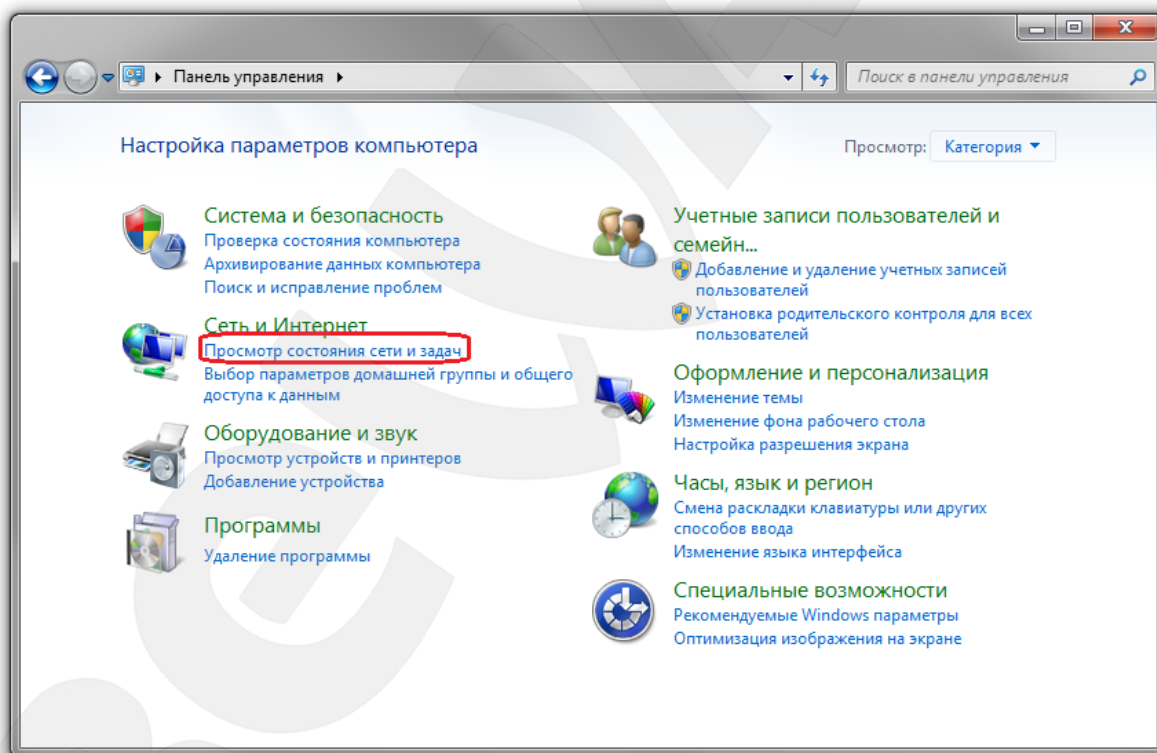 Панель управления
Поиск в панели управления
Настройка параметров компьютера
Просмотр: Категория
Система и безопасность
Проверка состояния компьютера
Архивирование данных компьютера
Поиск и исправление проблем
Сеть и Интернет
Просмотр состояния сети и задач
Выбор параметров домашней группы и общего
доступа к данным
Оборудование и звук
Просмотр устройств и принтеров
Добавление устройства
Программы
Удаление программы
Учетные записи пользователей и
семейн...
Добавление и удаление учетных записей
пользователей
Установка родительского контроля для всех
пользователей
Оформление и персонализация
Изменение темы
Изменение фона рабочего стола
Настройка разрешения экрана
Часы, язык и регион
Смена раскладки клавиатуры или других
способов ввода
Изменение языка интерфейса
Специальные возможности
Рекомендуемые Windows параметры
Оптимизация изображения на экране